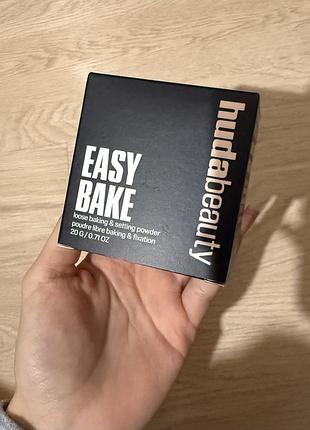 EASY
BAKE
loose baking & setting powder
poudre libre baking & fixation
20 G / 0.71 OZ
hudabeauty